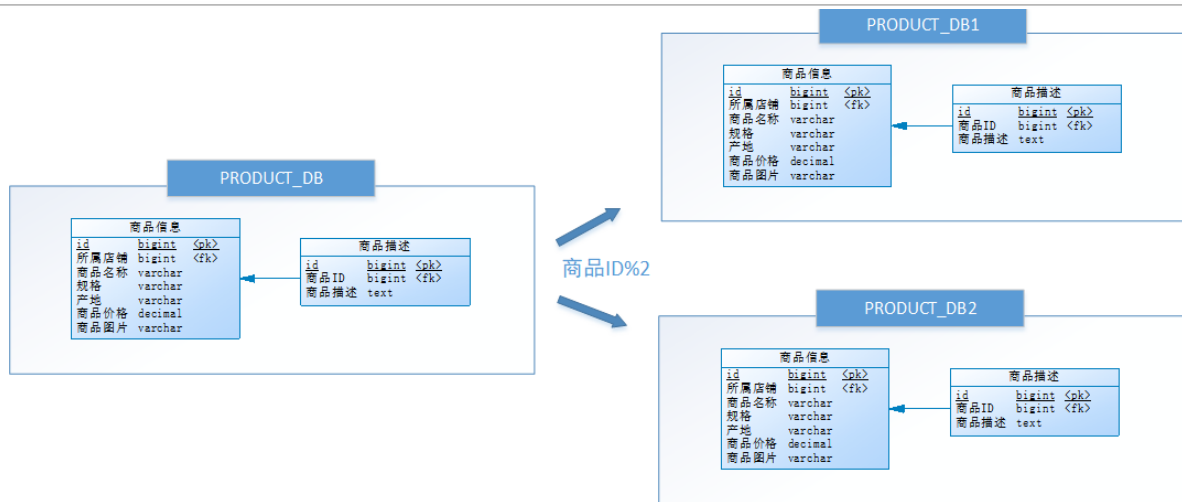 PRODUCT_DB
商品信息
id bigint <pk>
所属店铺 bigint <fk>
商品名称 varchar
规格 varchar
产地 varchar
商品价格 decimal
商品图片 varchar
商品描述
id bigint <pk>
商品ID bigint <fk>
商品描述 text
商品ID%2
PRODUCT_DB1
商品信息
id bigint <pk>
所属店铺 bigint <fk>
商品名称 varchar
规格 varchar
产地 varchar
商品价格 decimal
商品图片 varchar
商品描述
id bigint <pk>
商品ID bigint <fk>
商品描述 text
PRODUCT_DB2
商品信息
id bigint <pk>
所属店铺 bigint <fk>
商品名称 varchar
规格 varchar
产地 varchar
商品价格 decimal
商品图片 varchar
商品描述
id bigint <pk>
商品ID bigint <fk>
商品描述 text